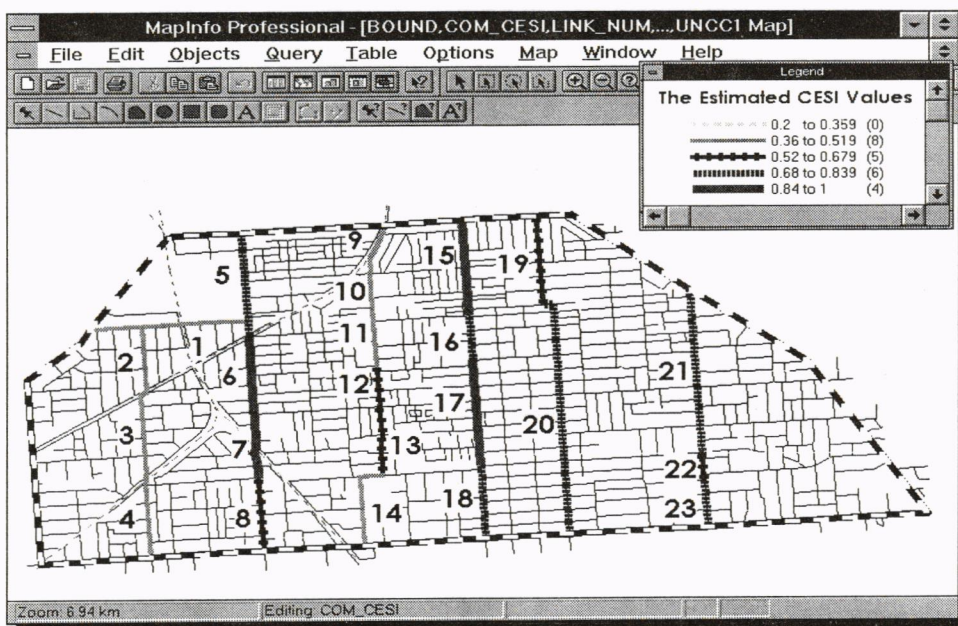 MapInfo Professional - [BOUND,COM_CESI,LINK_NUM,...,UNCC1 Map]
File Edit Objects Query Table Options Map Window Help
Legend
The Estimated CESI Values
0.2 to 0.359 (0)
0.36 to 0.519 (8)
0.52 to 0.679 (5)
0.68 to 0.839 (6)
0.84 to 1 (4)
A
A
5
9
15
19
10
2
1
11
16
6
12
21
17
3
20
7
13
22
4
8
14
18
23
Zoom: 6.94 km
Editing: COM_CESI